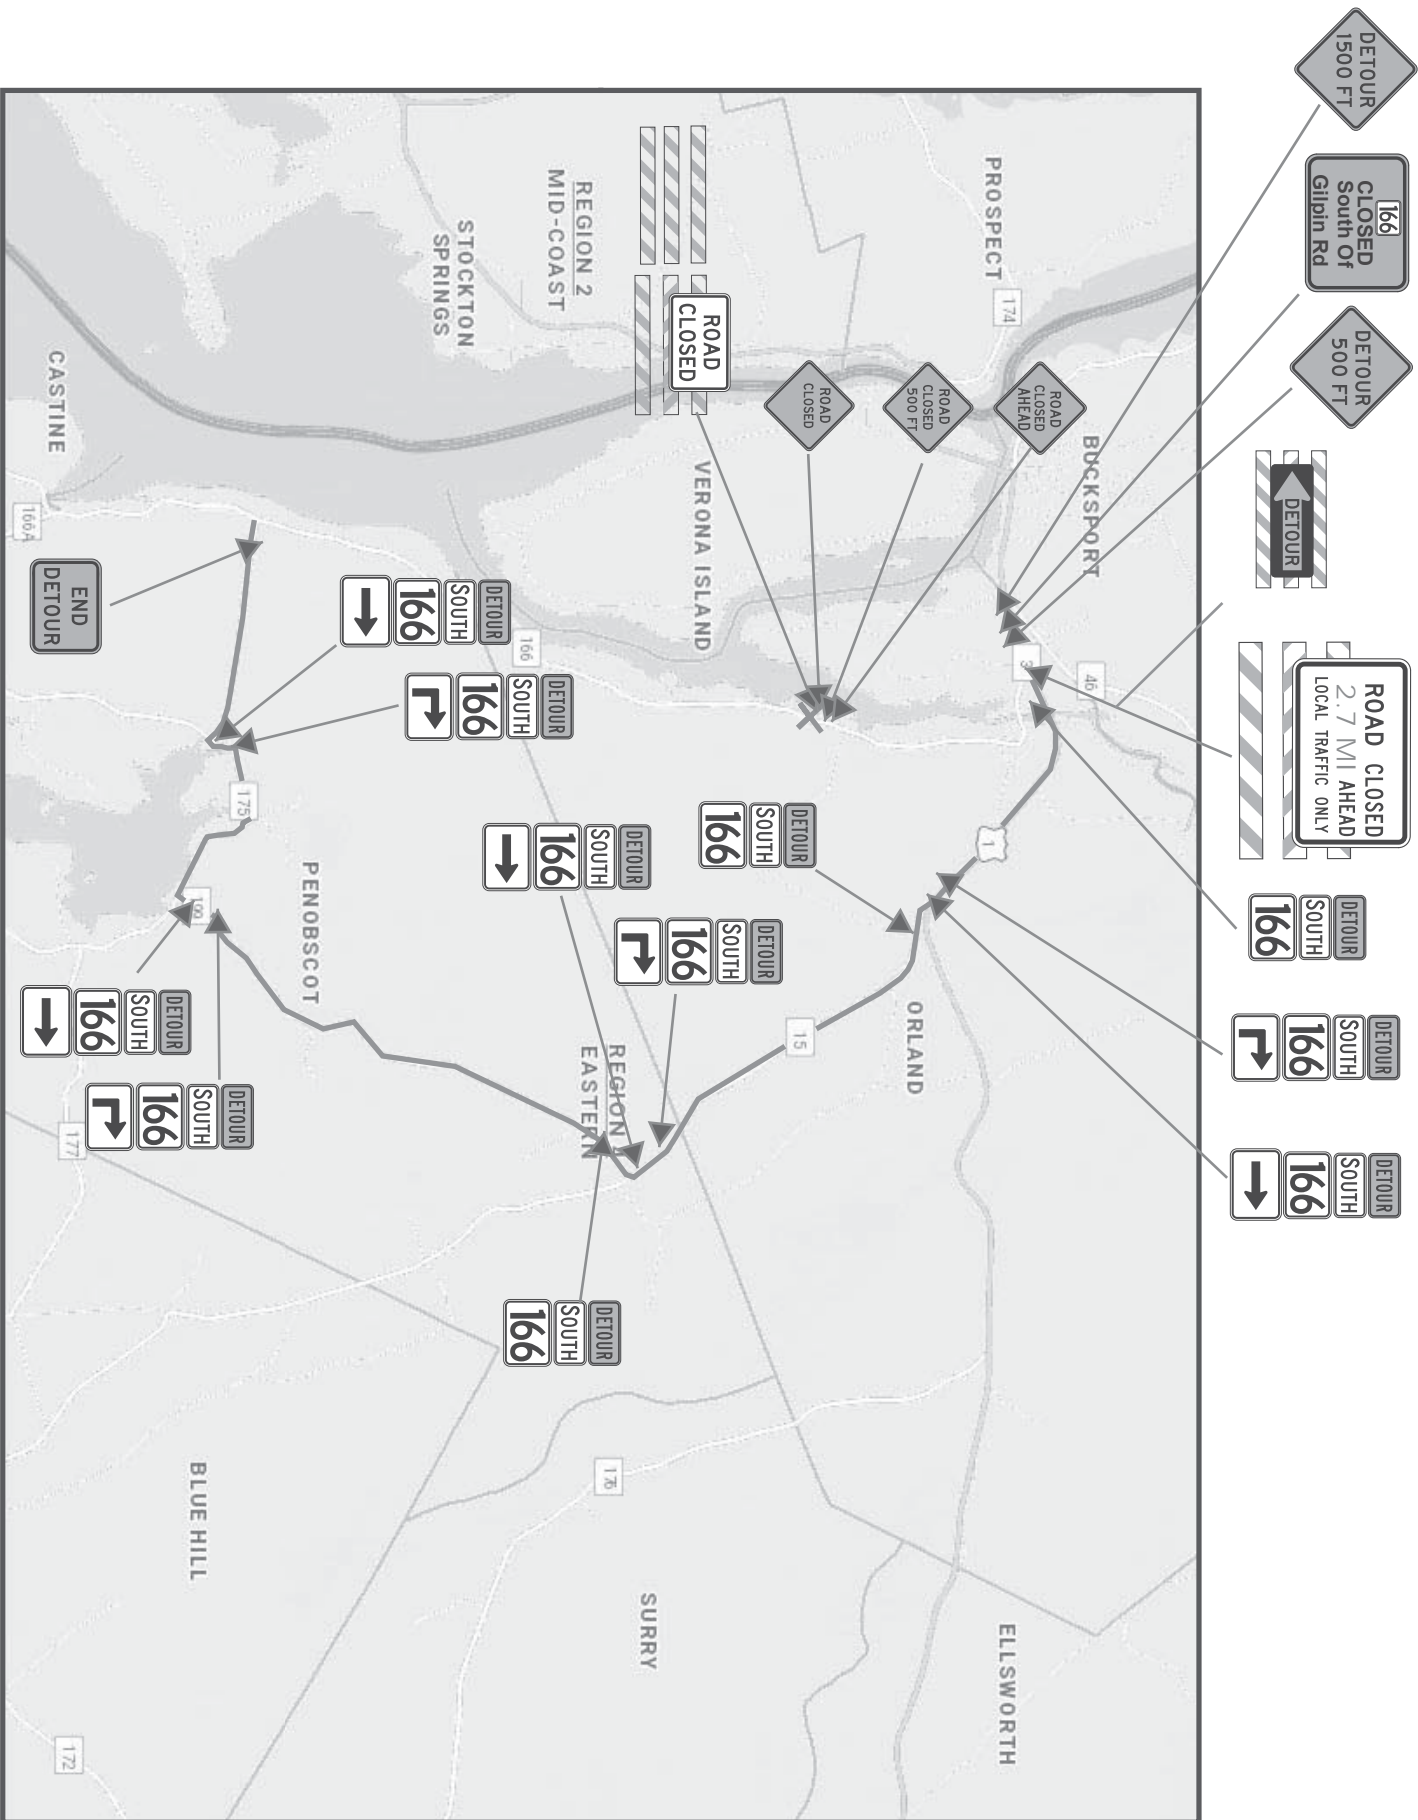 DETOUR
1500 FT
166
CLOSED
South Of
Gilpin Rd
DETOUR
500 FT
DETOUR
ROAD CLOSED
2.7 MI AHEAD
LOCAL TRAFFIC ONLY
DETOUR
SOUTH
166
DETOUR
SOUTH
166
DETOUR
SOUTH
166
BUCKSPORT
46
3
PROSPECT
174
ROAD
CLOSED
AHEAD
ROAD
CLOSED
500 FT
ROAD
CLOSED
ROAD
CLOSED
1
ELLSWORTH
ORLAND
DETOUR
SOUTH
166
15
VERONA ISLAND
DETOUR
SOUTH
166
DETOUR
SOUTH
166
SURRY
REGION
EASTERN
176
DETOUR
SOUTH
166
REGION 2
MID-COAST
166
DETOUR
SOUTH
166
DETOUR
SOUTH
166
STOCKTON
SPRINGS
PENOBSCOT
175
199
DETOUR
SOUTH
166
DETOUR
SOUTH
166
BLUE HILL
177
172
END
DETOUR
CASTINE
166A